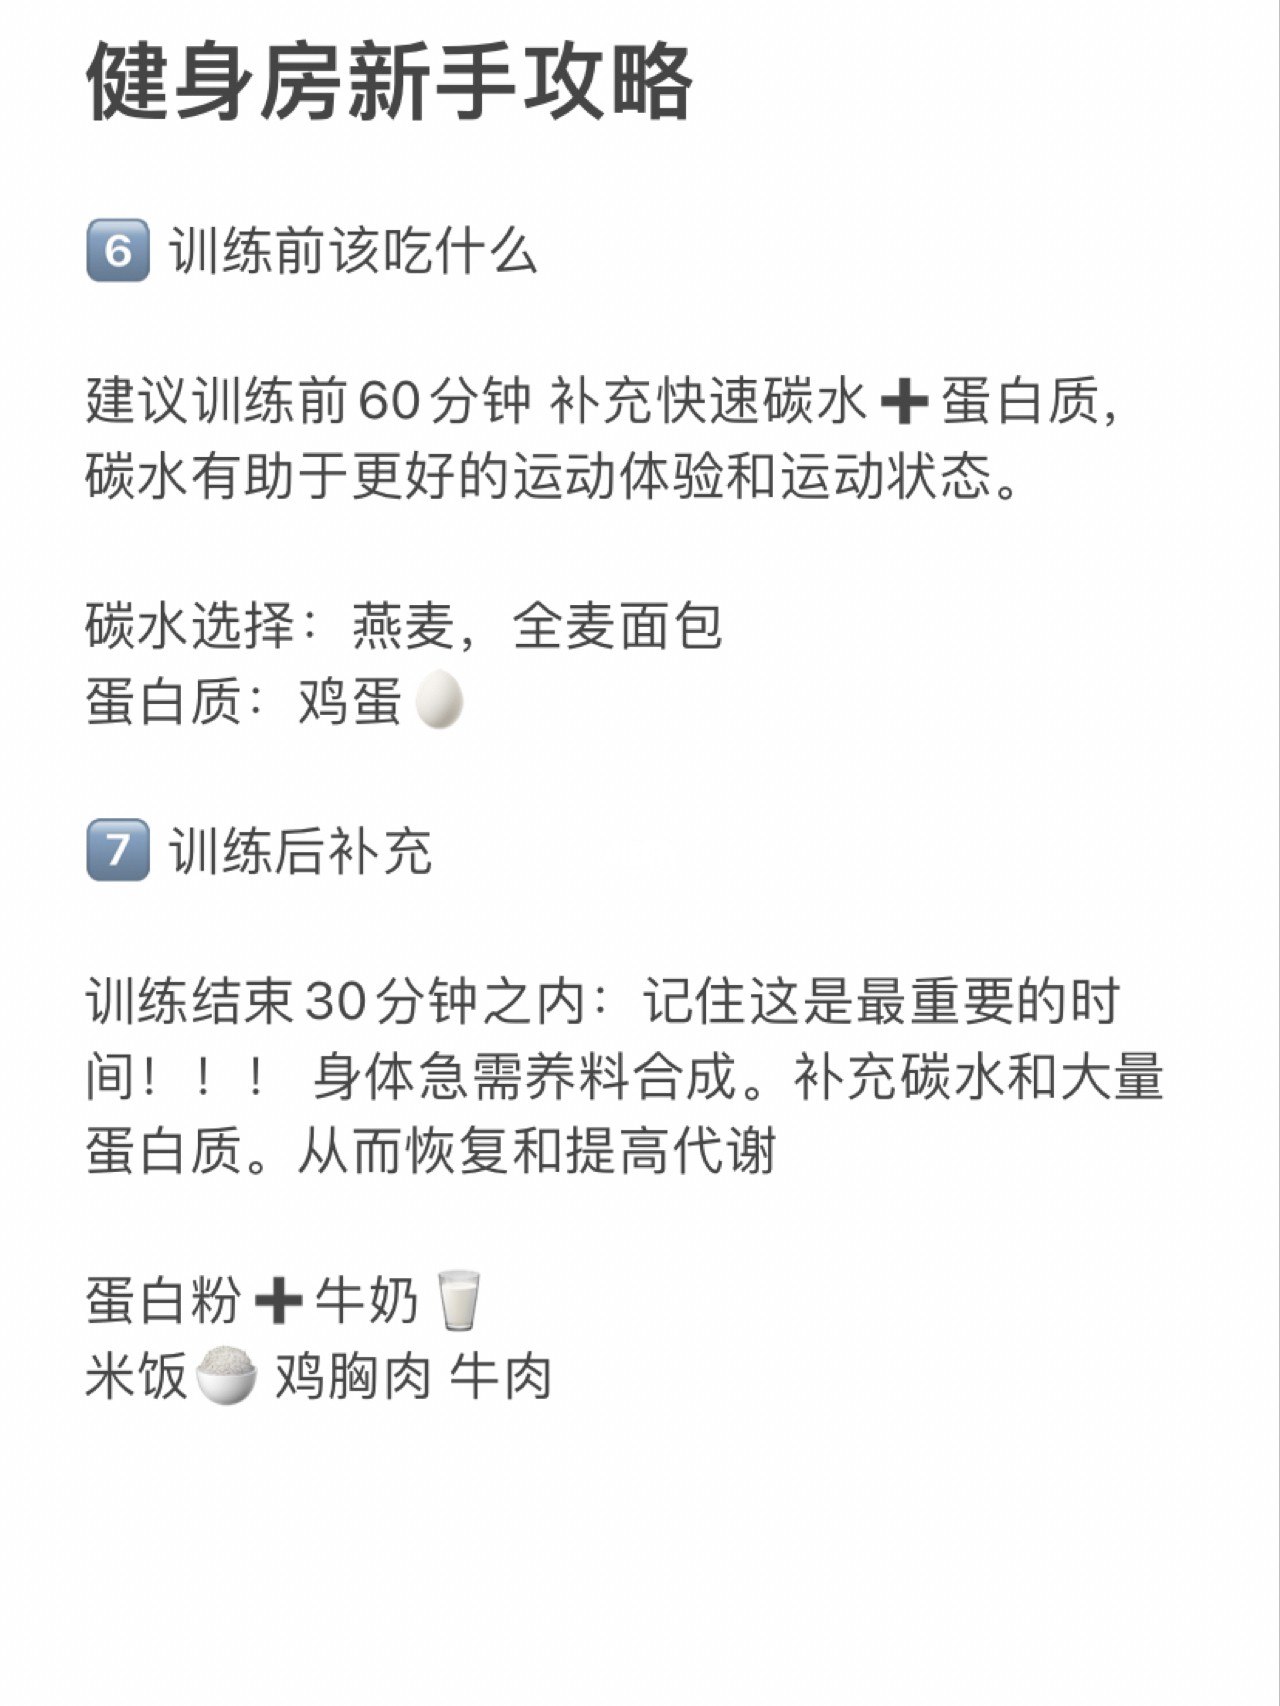 健身房新手攻略
6️⃣ 训练前该吃什么
建议训练前60分钟 补充快速碳水➕蛋白质，
碳水有助于更好的运动体验和运动状态。
碳水选择：燕麦，全麦面包
蛋白质：鸡蛋🥚
7️⃣ 训练后补充
训练结束30分钟之内：记住这是最重要的时
间！！！ 身体急需养料合成。补充碳水和大量
蛋白质。从而恢复和提高代谢
蛋白粉➕牛奶🥛
米饭🍚 鸡胸肉 牛肉